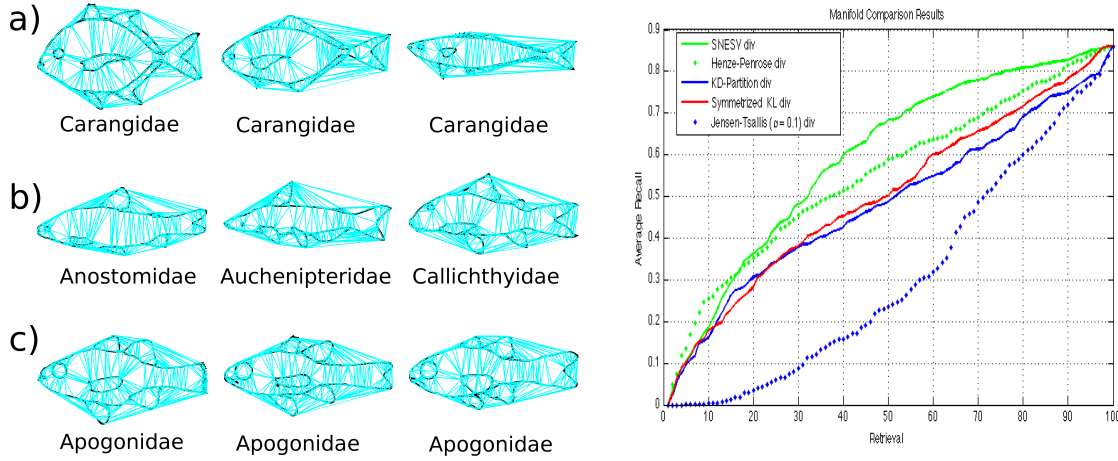 a)
Carangidae Carangidae Carangidae
b)
Anostomidae Auchenipteridae Callichthyidae
c)
Apogonidae Apogonidae Apogonidae
Manifold Comparison Results
SNESV div
Henze-Penrose div
KD-Partition div
Symmetrized KL div
Jensen-Tsallis ( = 0.1) div
Average Recall
0.9
0.8
0.7
0.6
0.5
0.4
0.3
0.2
0.1
0
0 10 20 30 40 50 60 70 80 90 100
Retrieval